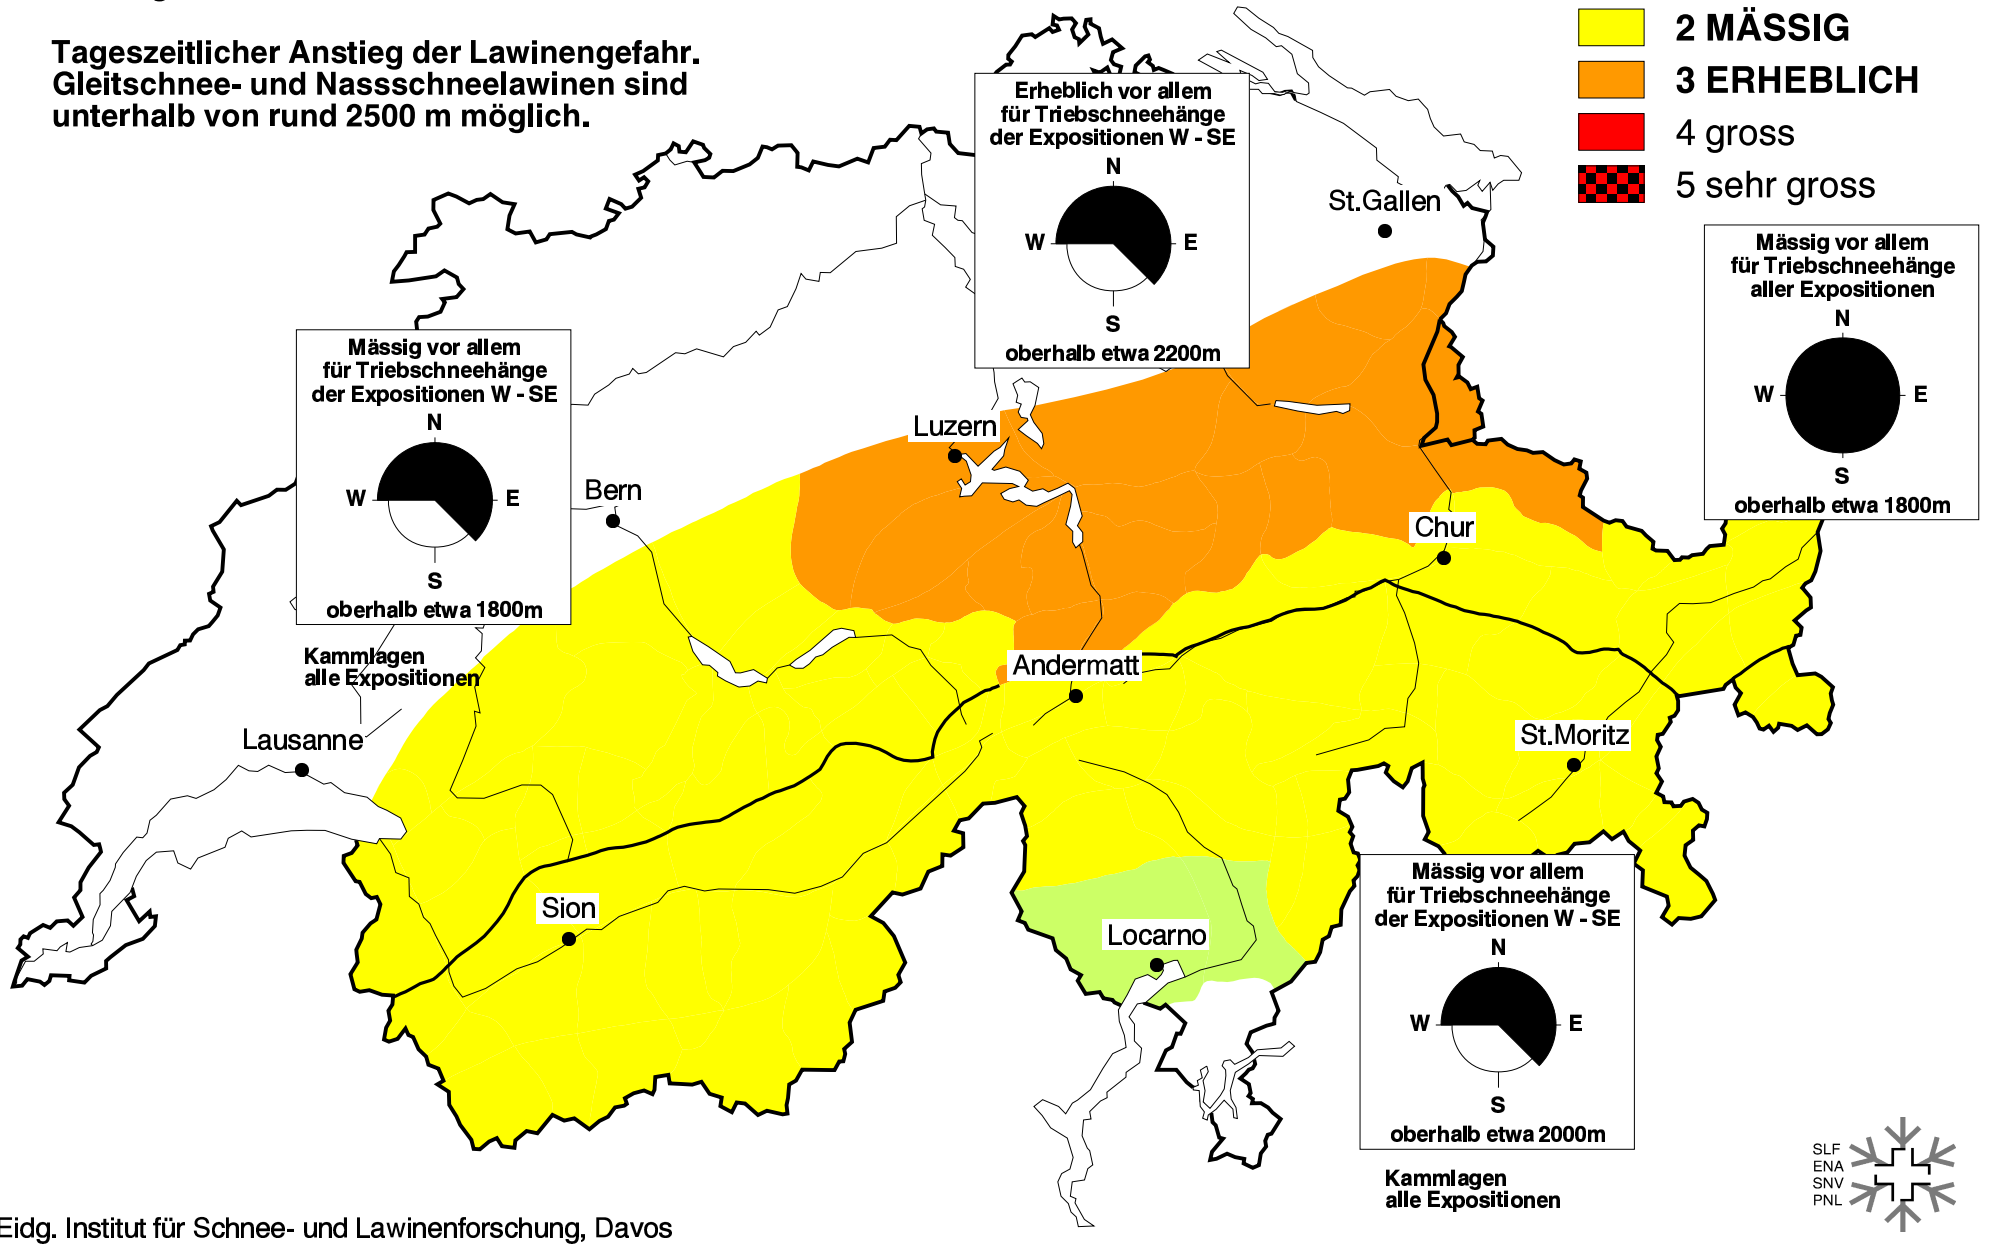 Tageszeitlicher Anstieg der Lawinengefahr.
Gleitschnee- und Nassschneelawinen sind
unterhalb von rund 2500 m möglich.
2 MÄSSIG
3 ERHEBLICH
4 gross
5 sehr gross
Erheblich vor allem
für Triebschneehänge
der Expositionen W - SE
N
W
E
S
oberhalb etwa 2200m
St.Gallen
Mässig vor allem
für Triebschneehänge
aller Expositionen
N
W
E
S
oberhalb etwa 1800m
Mässig vor allem
für Triebschneehänge
der Expositionen W - SE
N
W
E
S
oberhalb etwa 1800m
Kammlagen
alle Expositionen
Luzern
Bern
Chur
Andermatt
Lausanne
St.Moritz
Sion
Locarno
Mässig vor allem
für Triebschneehänge
der Expositionen W - SE
N
W
E
S
oberhalb etwa 2000m
Kammlagen
alle Expositionen
SLF
ENA
SNV
PNL
Eidg. Institut für Schnee- und Lawinenforschung, Davos